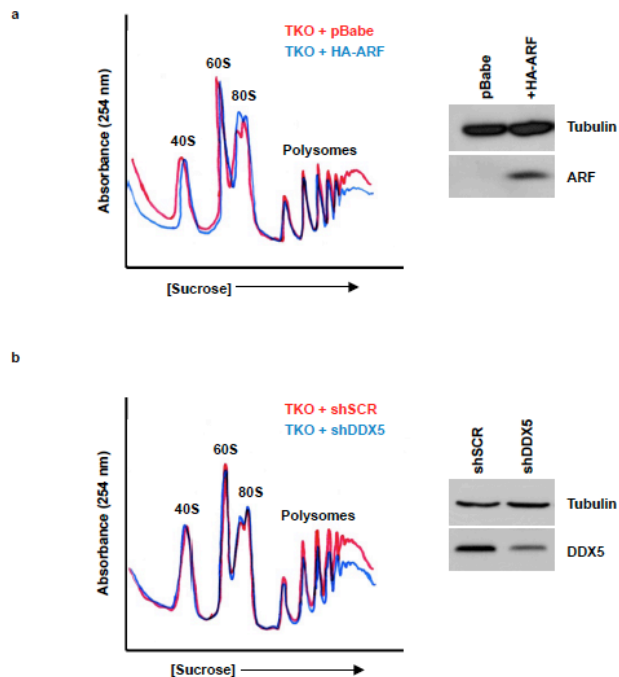 a
TKO + pBabe
TKO + HA-ARF
60S
80S
40S
Polysomes
Absorbance (254 nm)
[Sucrose]
pBabe
+HA-ARF
Tubulin
ARF
b
TKO + shSCR
TKO + shDDX5
60S
80S
40S
Polysomes
Absorbance (254 nm)
[Sucrose]
shSCR
shDDX5
Tubulin
DDX5